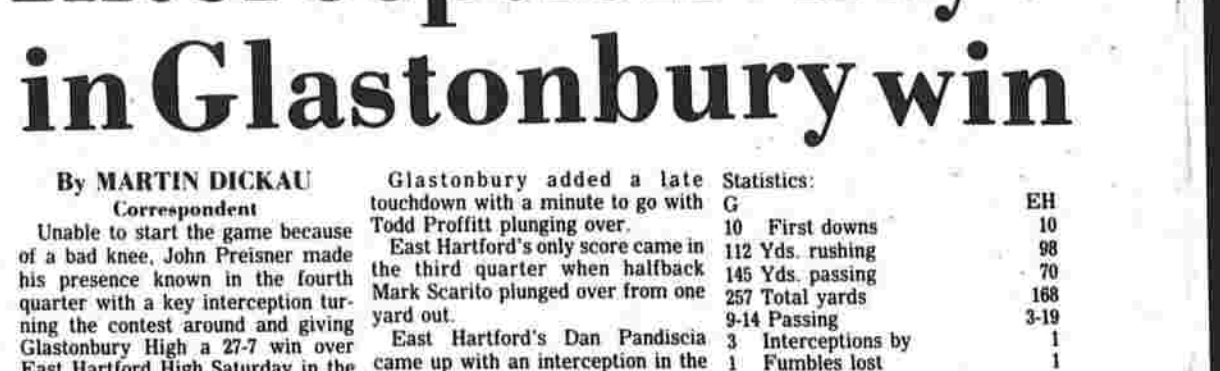 in Glastonbury win
By MARTIN DICKAU
Correspondent
Unable to start the game because
of a bad knee, John Preisner made
his presence known in the fourth
quarter with a key interception tur-
ning the contest around and giving
Glastonbury High a 27-7 win over
East Hartford High Saturday in the
Glastonbury added a late
touchdown with a minute to go with
Todd Proffitt plunging over.
East Hartford's only score came in
the third quarter when halfback
Mark Scarito plunged over from one
yard out.
East Hartford's Dan Pandiscia
came up with an interception in the
Statistics:
G EH
10 First downs 10
112 Yds. rushing 98
145 Yds. passing 70
257 Total yards 168
9-14 Passing 3-19
3 Interceptions by 1
1 Fumbles lost 1